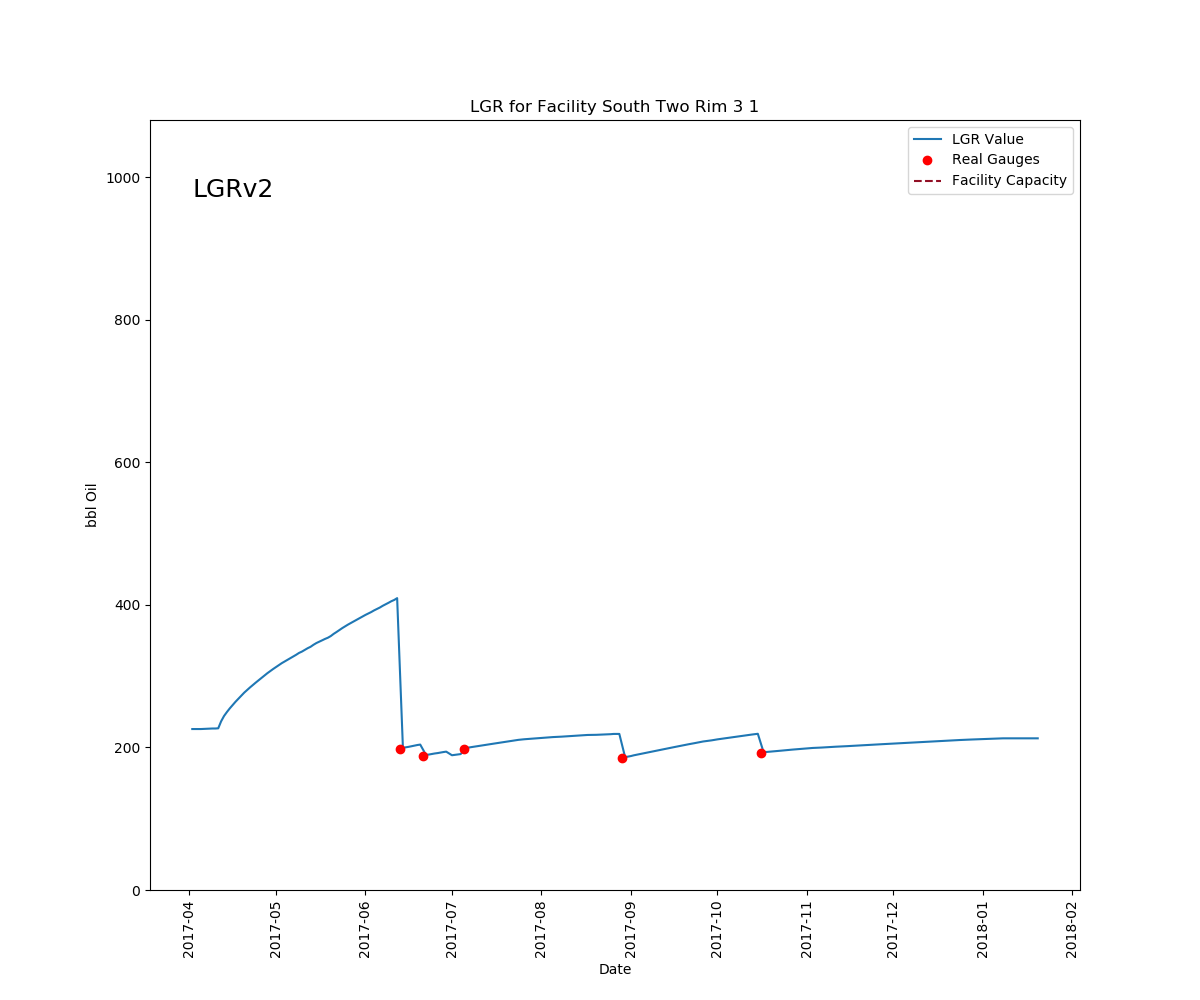 LGR for Facility South Two Rim 3 1
LGR Value
Real Gauges
Facility Capacity
LGRv2
1000
800
600
400
200
0
bbl Oil
2017-04
2017-05
2017-06
2017-07
2017-08
2017-09
2017-10
2017-11
2017-12
2018-01
2018-02
Date